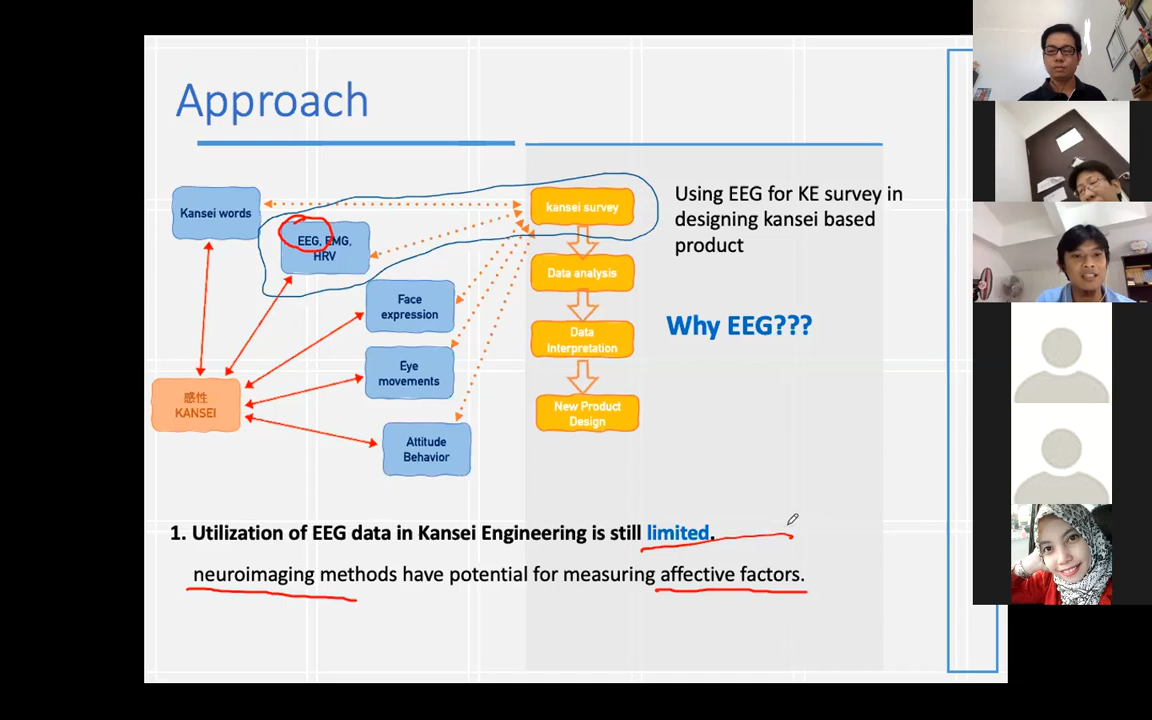 Approach
Kansei words
EEG, EMG,
HRV
Face
expression
Eye
movements
Attitude
Behavior
感性
KANSEI
kansei survey
Data analysis
Data
Interpretation
New Product
Design
Using EEG for KE survey in
designing kansei based
product
Why EEG???
1. Utilization of EEG data in Kansei Engineering is still limited.
neuroimaging methods have potential for measuring affective factors.